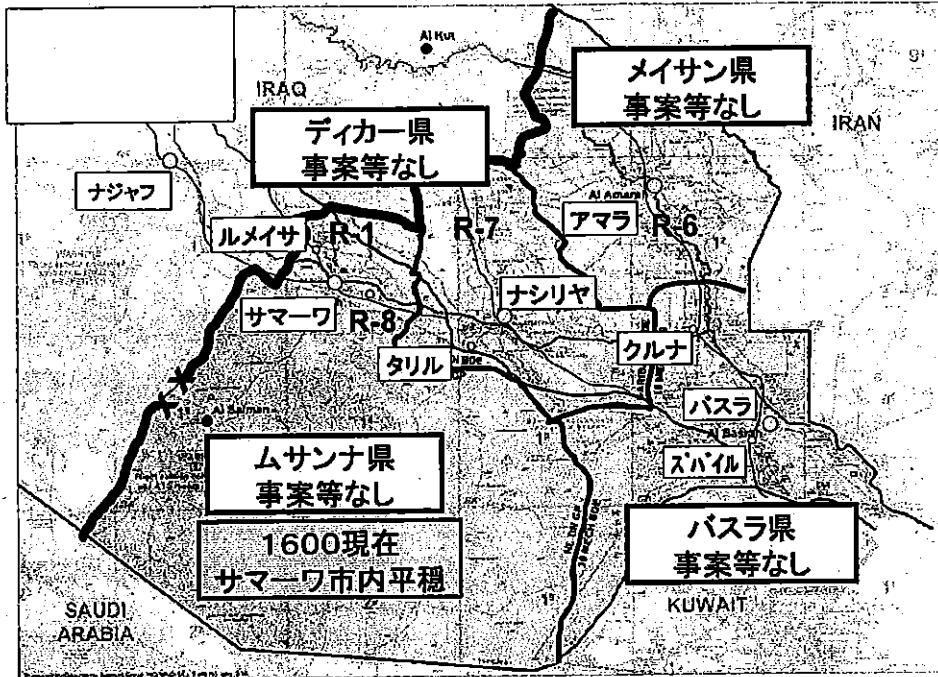 Al Kut
IRAQ
メイサン県
事案等なし
IRAN
ディカー県
事案等なし
ナジャフ
Al Amara
アマラ
R-6
ルメイサ
R-1
R-7
サマーワ
R-8
ナシリヤ
クルナ
タリル
バスラ
Al Salman
ズバイル
ムサンナ県
事案等なし
1600現在
サマーワ市内平穏
バスラ県
事案等なし
SAUDI
ARABIA
KUWAIT